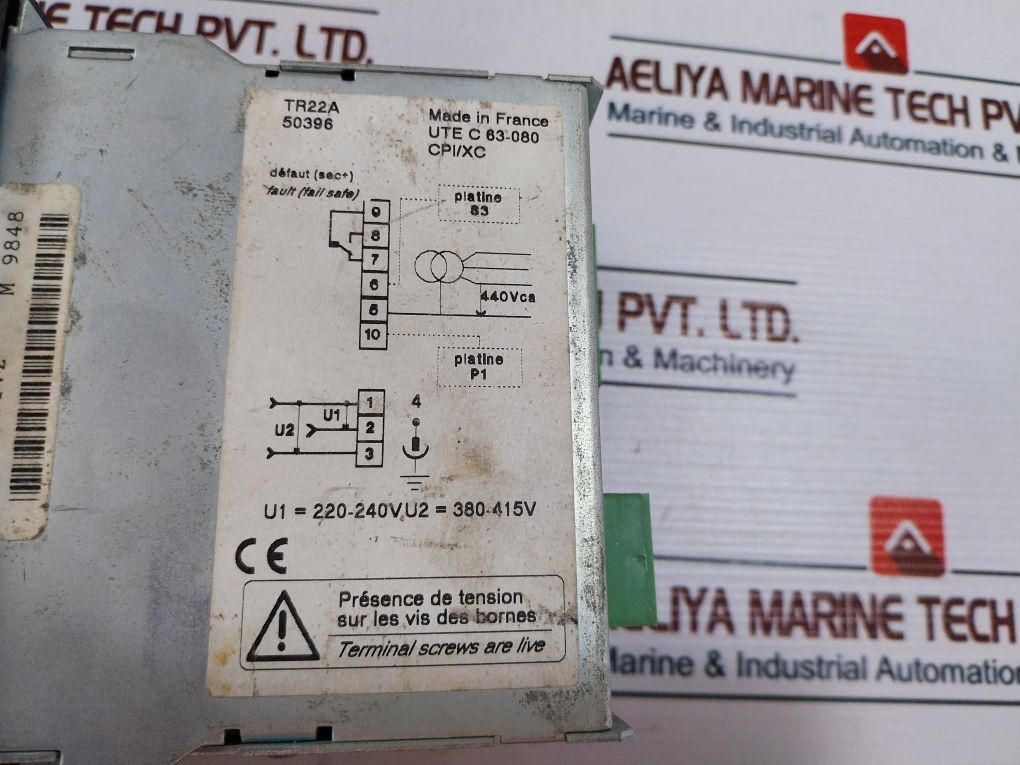 E TECH PVT. LTD.
AELIYA MARINE TECH PV
Marine & Industrial Automation &
TR22A
50396
Made in France
UTE C 63-080
CPI/XC
défaut (sec+)
fault (fail safe)
platine
S3
9
8
7
6
5
10
440Vca
platine
P1
M 9848
PVT. LTD.
n & Machinery
1
2
3
4
U1
U2
U1 = 220-240V,U2 = 380-415V
CE
Présence de tension
sur les vis des bornes
Terminal screws are live
ELIYA MARINE TECH
Marine & Industrial Automation